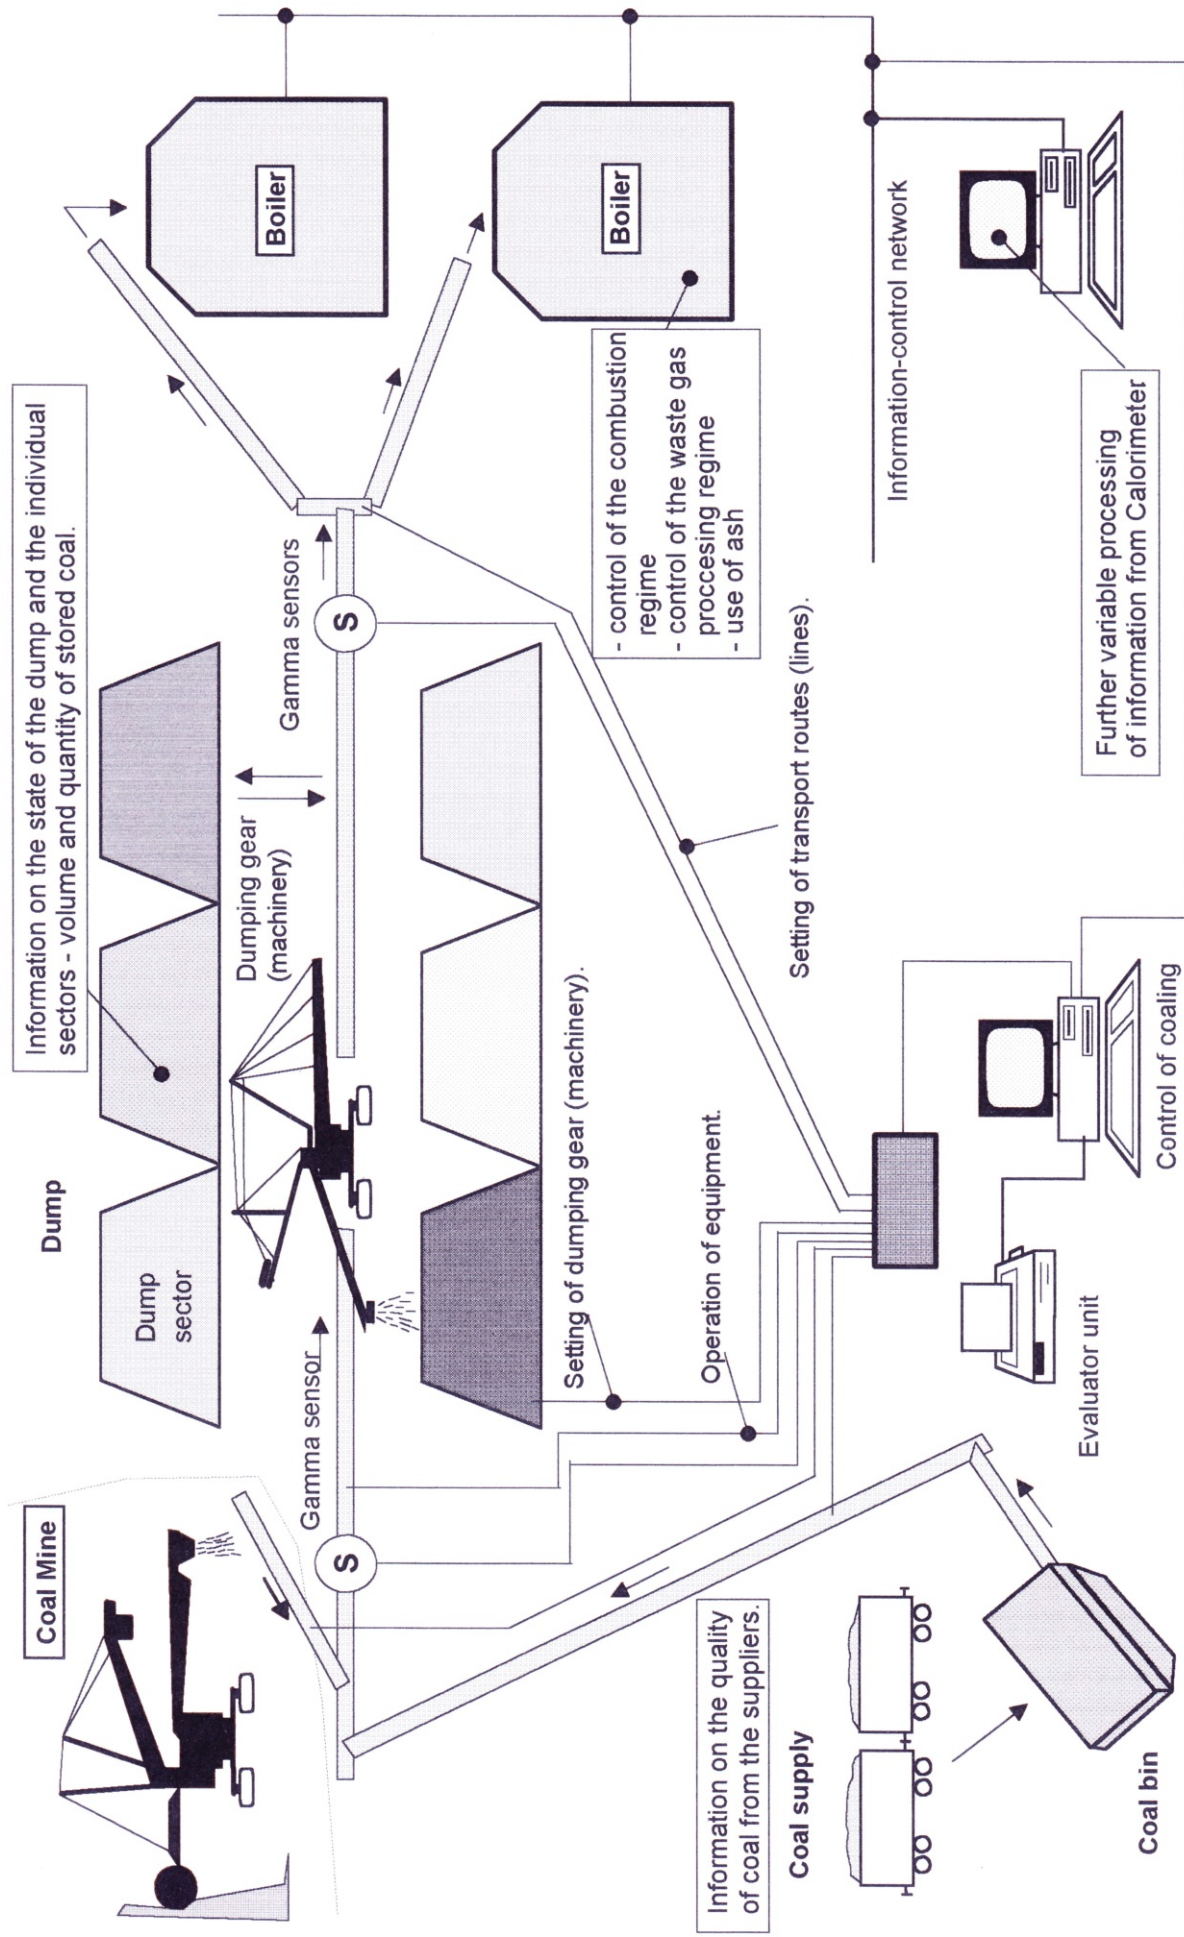 Coal Mine
Dump
Information on the state of the dump and the individual
sectors - volume and quantity of stored coal.
Dump
sector
Dumping gear
(machinery)
Gamma sensor
S
Gamma sensors
S
Boiler
Boiler
Setting of dumping gear (machinery).
- control of the combustion
regime
- control of the waste gas
proccesing regime
- use of ash
Operation of equipment.
Setting of transport routes (lines).
Information on the quality
of coal from the suppliers.
Coal supply
Coal bin
Information-control network
Evaluator unit
Control of coaling
Further variable processing
of information from Calorimeter